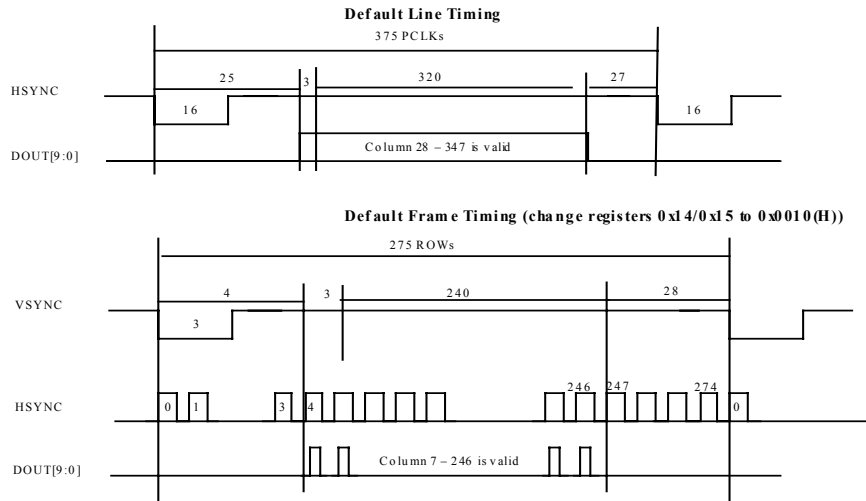 Default Line Timing
375 PCLKs
25 3 320 27
HSYNC
16 16
DOUT[9:0] Column 28 – 347 is valid
Default Frame Timing (change registers 0x14/0x15 to 0x0010(H))
275 ROWs
4 3 240 28
VSYNC
3
246 247 274
HSYNC 0 1 3 4 0
DOUT[9:0] Column 7 – 246 is valid